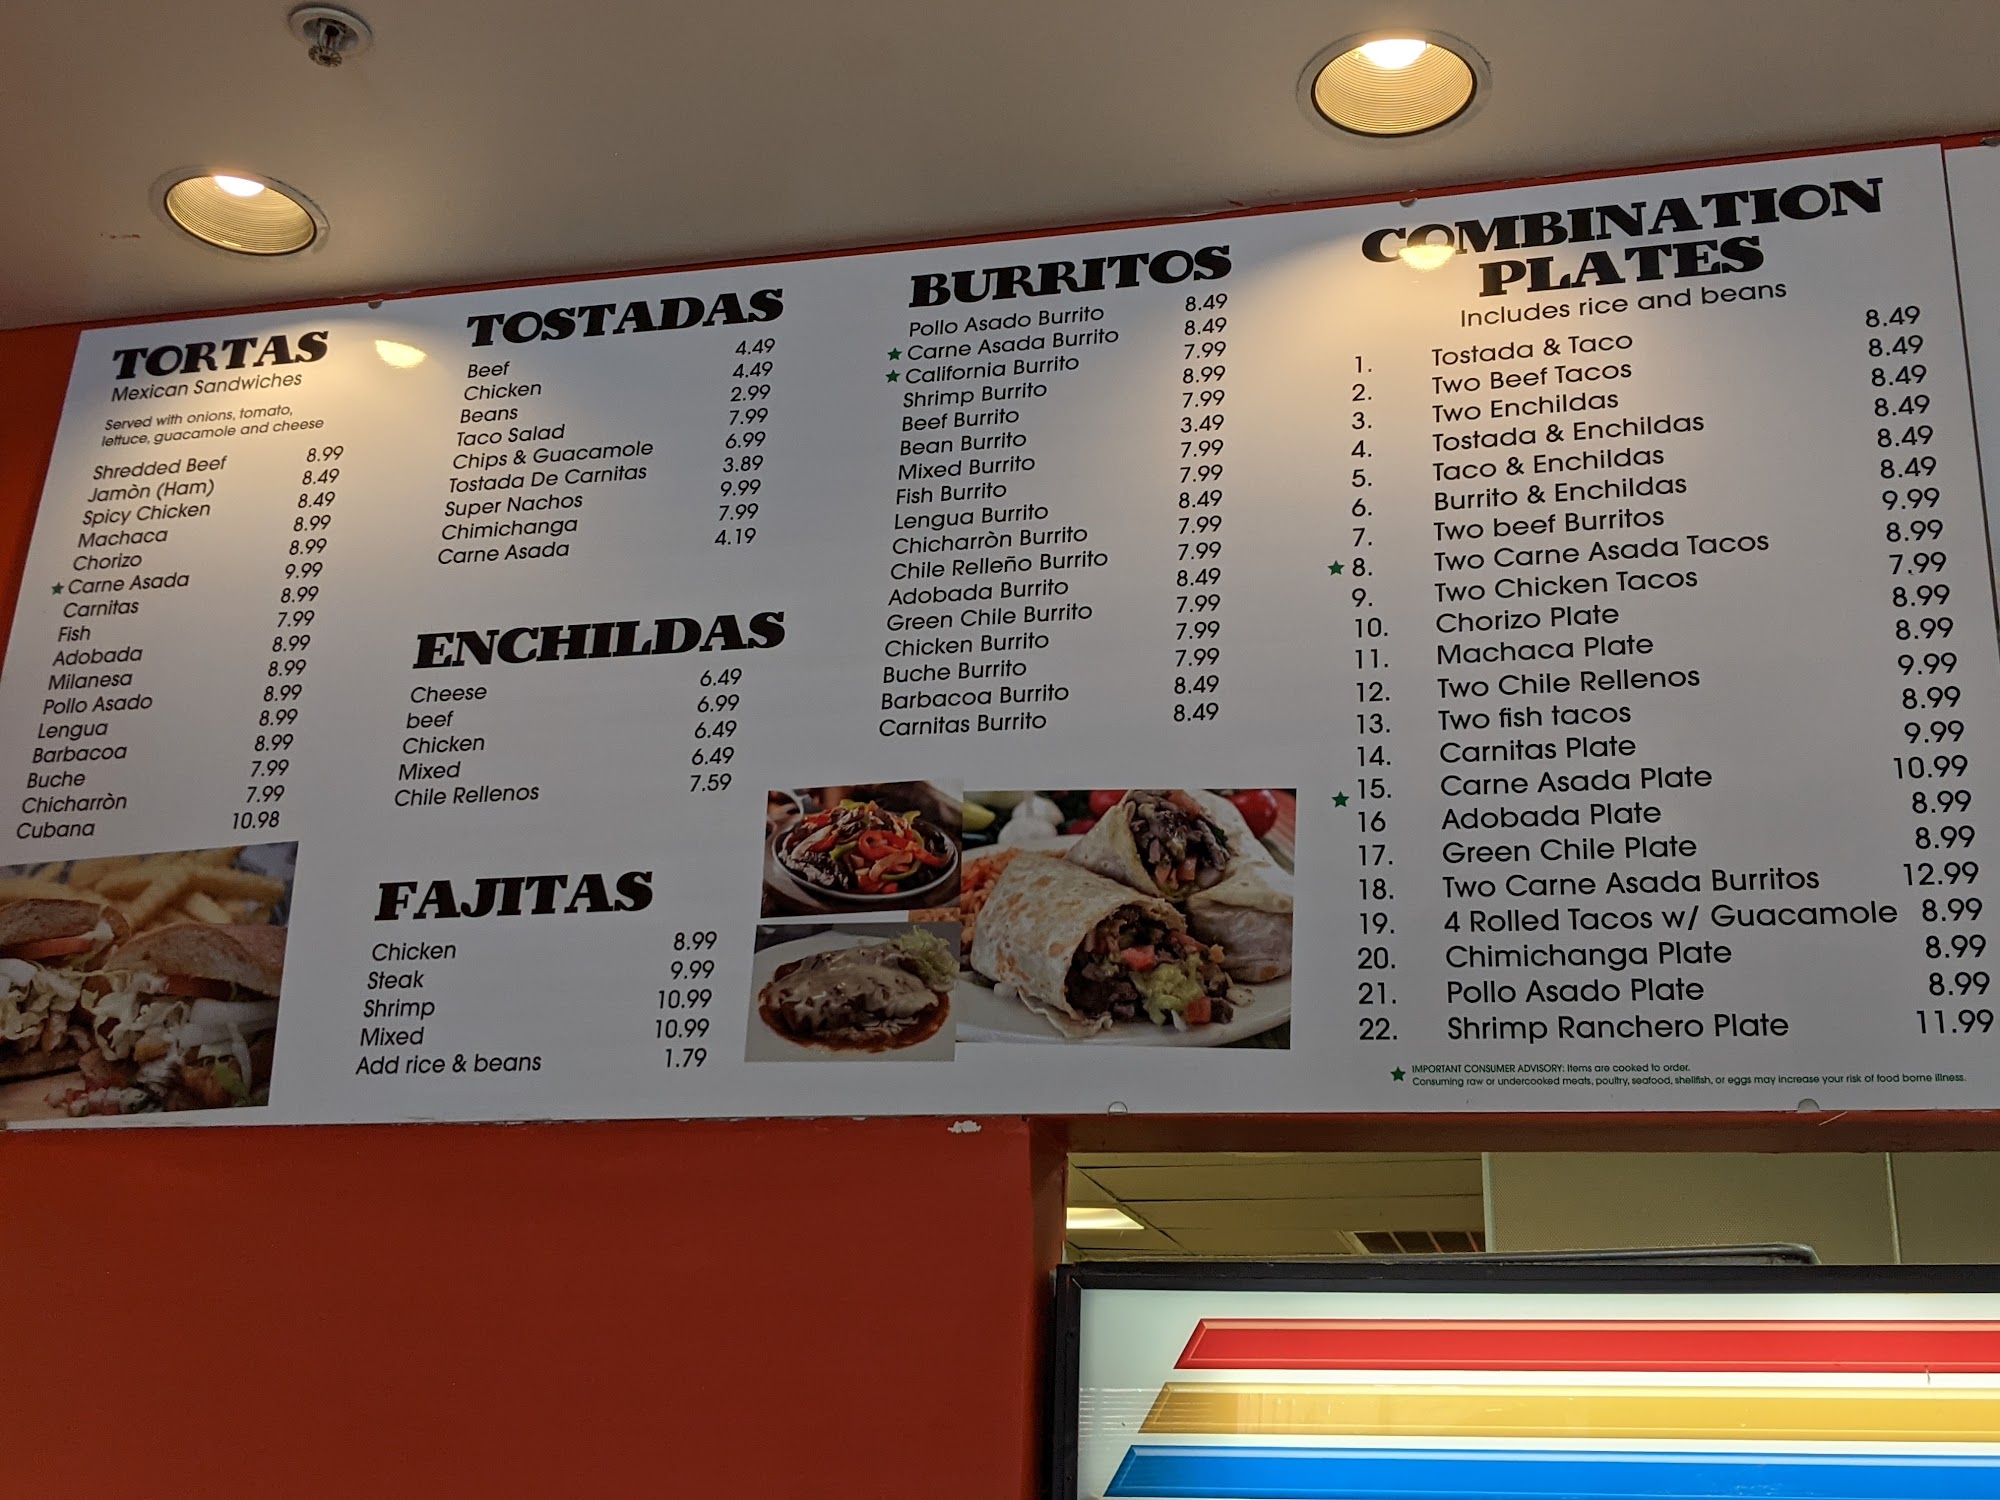 TORTAS
Mexican Sandwiches
Served with onions, tomato,
lettuce, guacamole and cheese
Shredded Beef 8.99
Jamòn (Ham) 8.49
Spicy Chicken 8.49
Machaca 8.99
Chorizo 8.99
★ Carne Asada 9.99
Carnitas 8.99
Fish 7.99
Adobada 8.99
Milanesa 8.99
Pollo Asado 8.99
Lengua 8.99
Barbacoa 8.99
Buche 7.99
Chicharròn 7.99
Cubana 10.98
TOSTADAS
Beef 4.49
Chicken 4.49
Beans 2.99
Taco Salad 7.99
Chips & Guacamole 6.99
Tostada De Carnitas 3.89
Super Nachos 9.99
Chimichanga 7.99
Carne Asada 4.19
ENCHILDAS
Cheese 6.49
beef 6.99
Chicken 6.49
Mixed 6.49
Chile Rellenos 7.59
FAJITAS
Chicken 8.99
Steak 9.99
Shrimp 10.99
Mixed 10.99
Add rice & beans 1.79
BURRITOS
Pollo Asado Burrito 8.49
★ Carne Asada Burrito 8.49
★ California Burrito 7.99
Shrimp Burrito 8.99
Beef Burrito 7.99
Bean Burrito 3.49
Mixed Burrito 7.99
Fish Burrito 7.99
Lengua Burrito 8.49
Chicharròn Burrito 7.99
Chile Relleño Burrito 7.99
Adobada Burrito 8.49
Green Chile Burrito 7.99
Chicken Burrito 7.99
Buche Burrito 7.99
Barbacoa Burrito 8.49
Carnitas Burrito 8.49
COMBINATION
PLATES
Includes rice and beans
1. Tostada & Taco 8.49
2. Two Beef Tacos 8.49
3. Two Enchildas 8.49
4. Tostada & Enchildas 8.49
5. Taco & Enchildas 8.49
6. Burrito & Enchildas 8.49
7. Two beef Burritos 9.99
★ 8. Two Carne Asada Tacos 8.99
9. Two Chicken Tacos 7.99
10. Chorizo Plate 8.99
11. Machaca Plate 8.99
12. Two Chile Rellenos 9.99
13. Two fish tacos 8.99
14. Carnitas Plate 9.99
★ 15. Carne Asada Plate 10.99
16 Adobada Plate 8.99
17. Green Chile Plate 8.99
18. Two Carne Asada Burritos 12.99
19. 4 Rolled Tacos w/ Guacamole 8.99
20. Chimichanga Plate 8.99
21. Pollo Asado Plate 8.99
22. Shrimp Ranchero Plate 11.99
★ IMPORTANT CONSUMER ADVISORY: Items are cooked to order.
Consuming raw or undercooked meats, poultry, seafood, shellfish, or eggs may increase your risk of food borne illness.